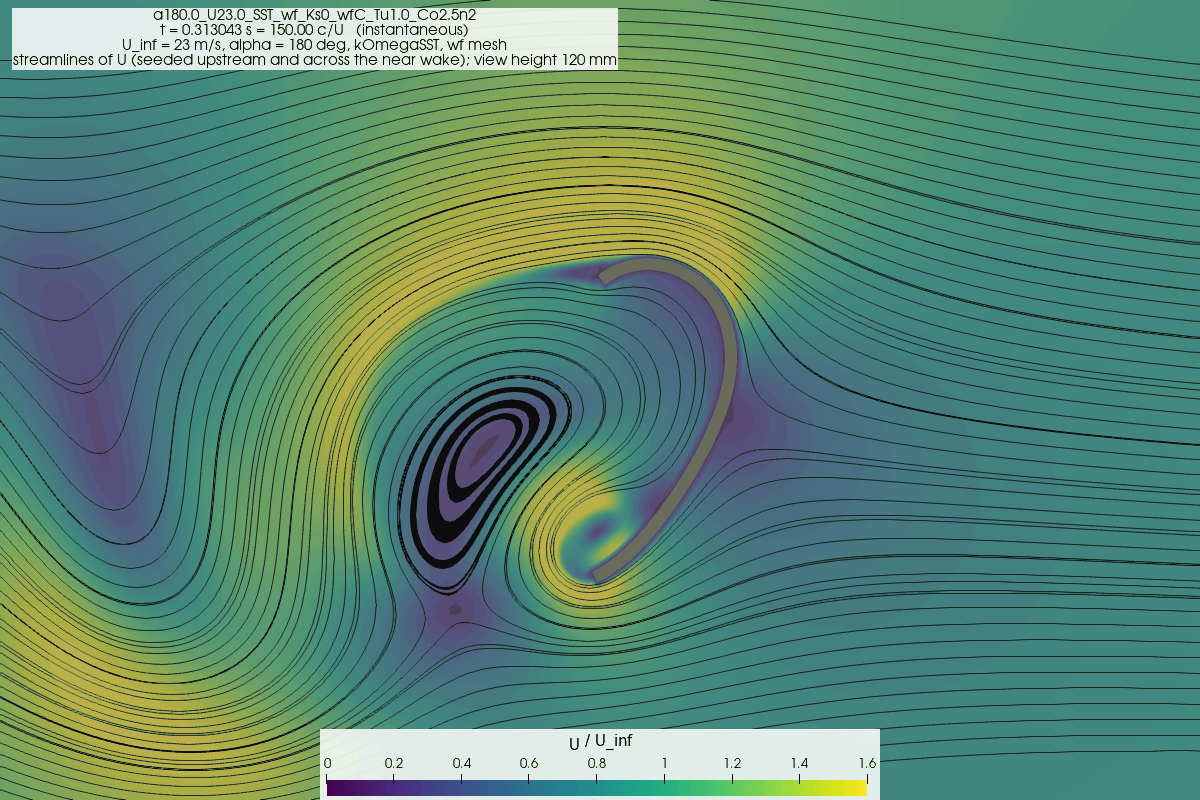 a180.0_U23.0_SST_wf_Ks0_wfC_Tu1.0_Co2.5n2
t = 0.313043 s = 150.00 c/U (instantaneous)
U_inf = 23 m/s, alpha = 180 deg, kOmegaSST, wf mesh
streamlines of U (seeded upstream and across the near wake); view height 120 mm
U / U_inf
0 0.2 0.4 0.6 0.8 1 1.2 1.4 1.6